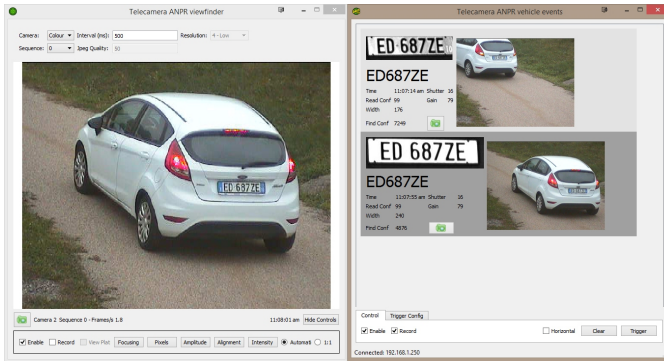 Telecamera ANPR viewfinder
Camera: Colour Interval (ms): 500 Resolution: 4 - Low
Sequence: 0 Jpeg Quality: 50
ED 687ZE
Camera 2 Sequence 0 - Frames/s 1.8 11:08:01 am Hide Controls
Enable Record View Plat Focusing Pixels Amplitude Alignment Intensity Automati 1:1
Telecamera ANPR vehicle events
ED 687ZE
ED687ZE
Time 11:07:14 am Shutter 16
Read Conf 99 Gain 79
Width 176
Find Conf 7249
ED 687ZE
ED687ZE
Time 11:07:55 am Shutter 16
Read Conf 99 Gain 79
Width 240
Find Conf 4876
Control Trigger Config
Enable Record Horizontal Clear Trigger
Connected: 192.168.1.250